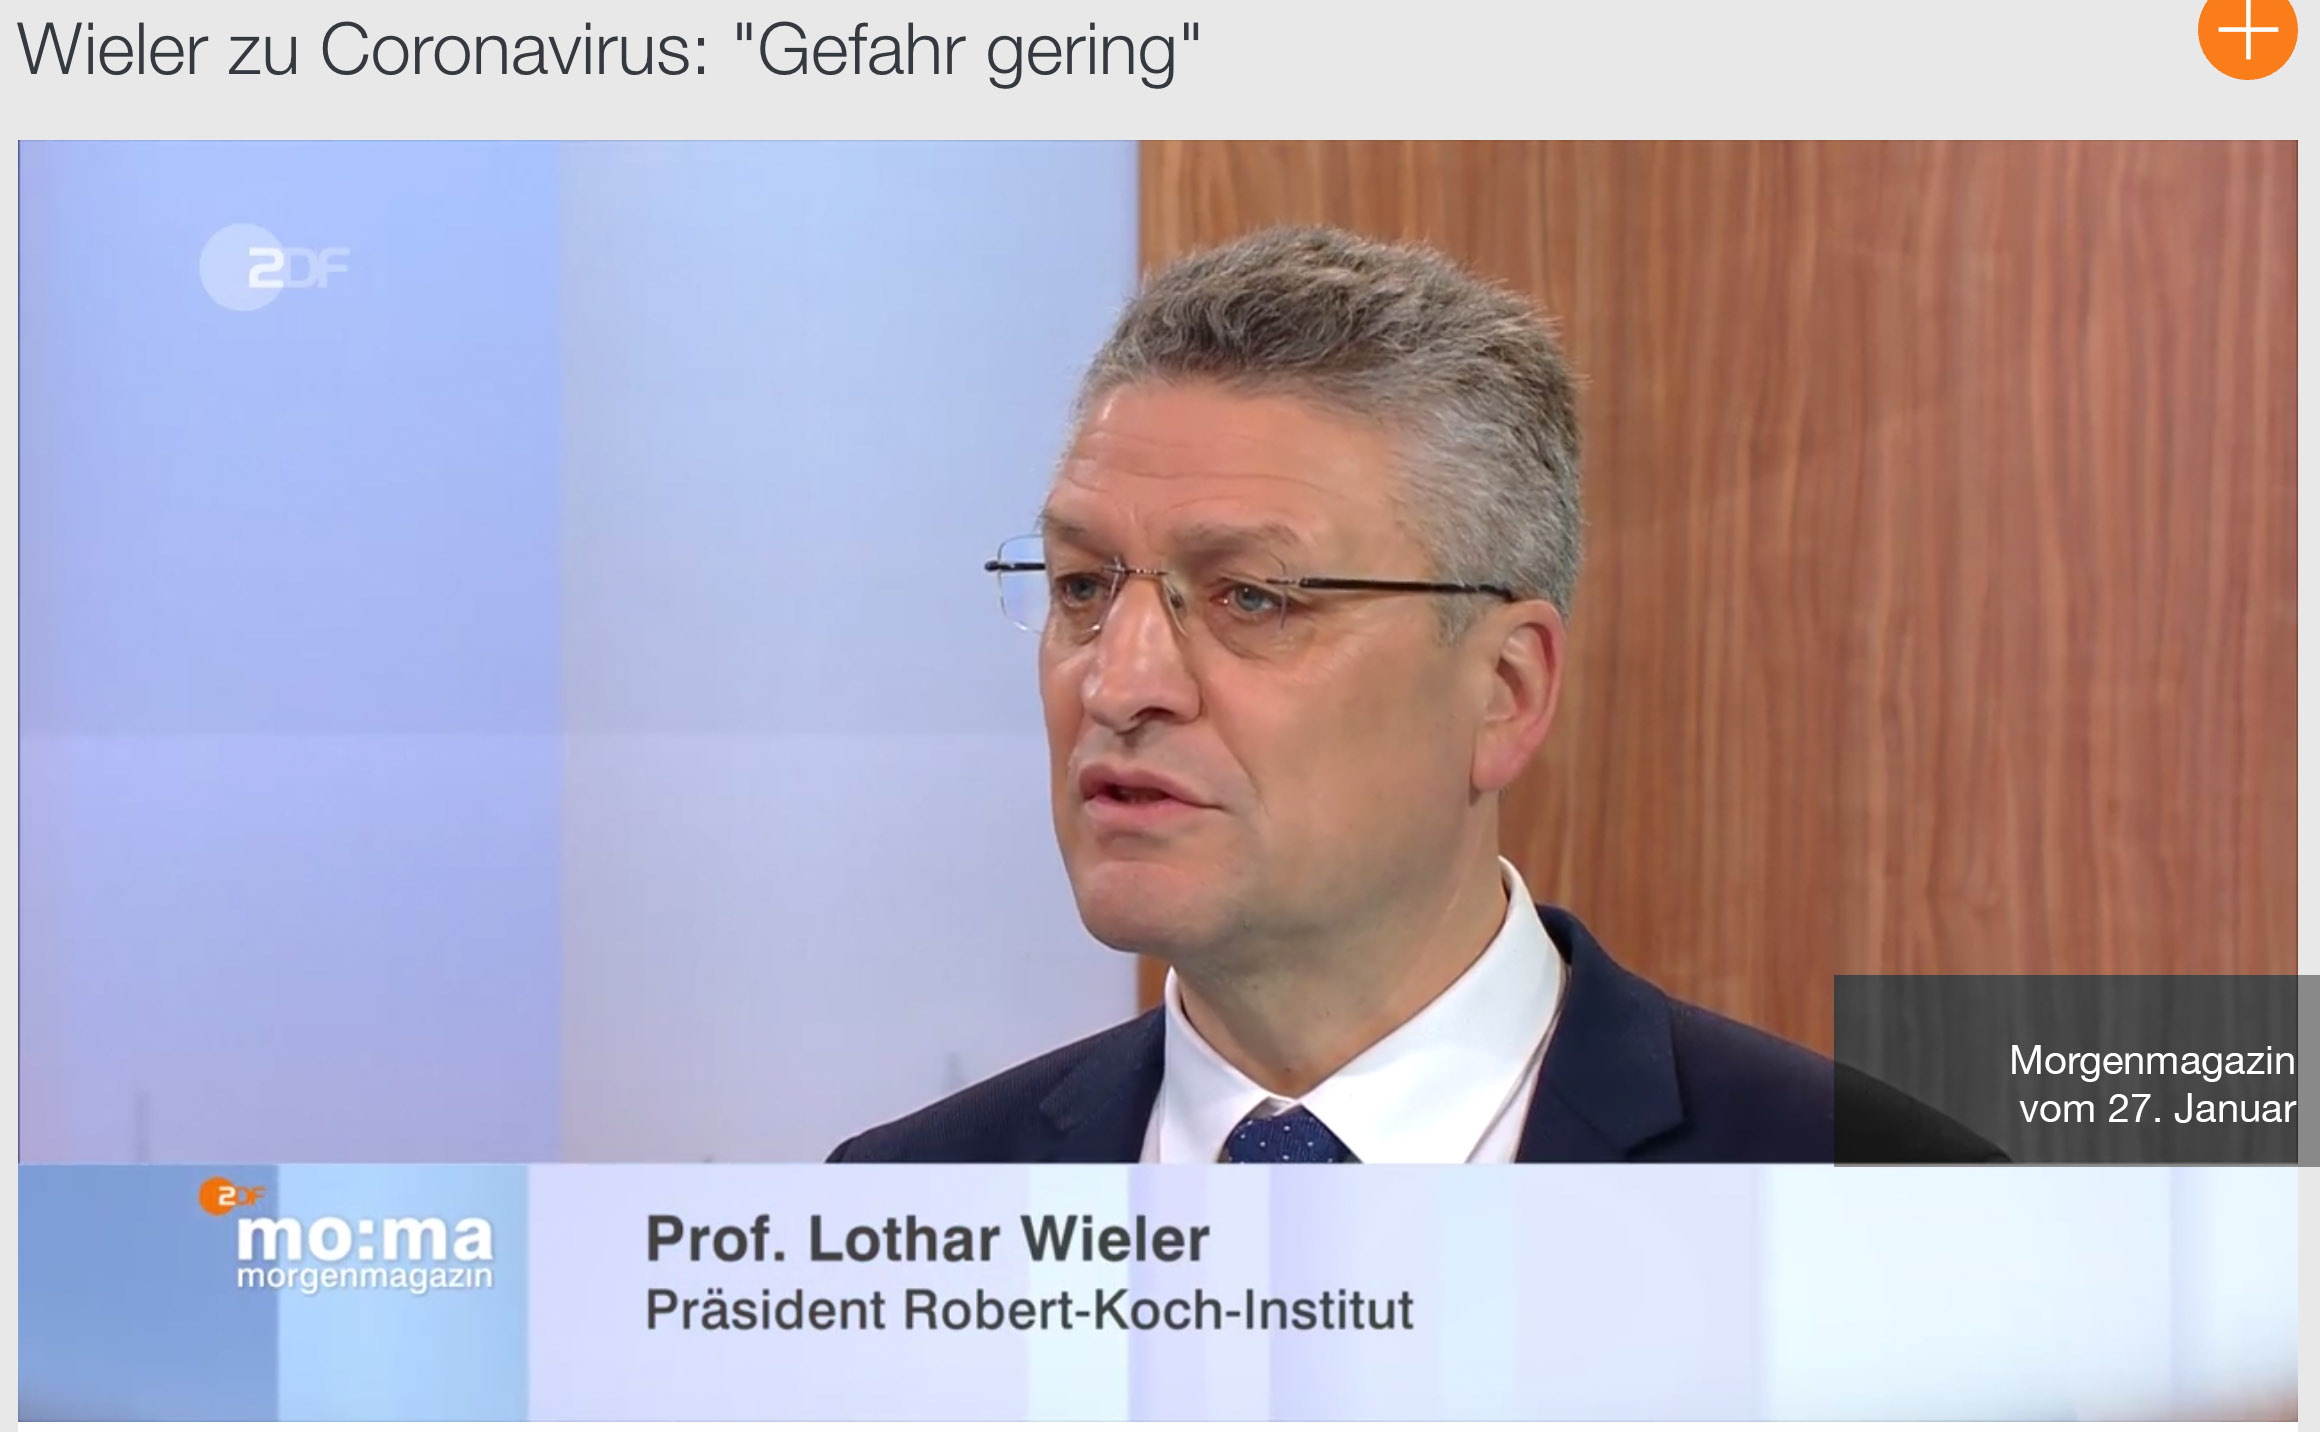 Wieler zu Coronavirus: "Gefahr gering"
ZDF
Morgenmagazin
vom 27. Januar
ZDF
mo:ma
morgenmagazin
Prof. Lothar Wieler
Präsident Robert-Koch-Institut